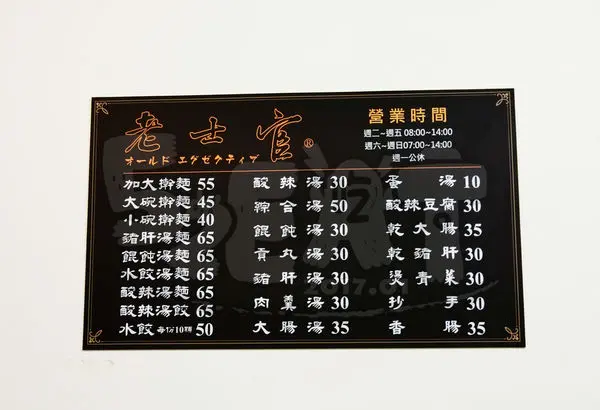 老士官®
オールド エグゼクティブ
營業時間
週二~週五 08:00~14:00
週六~週日07:00~14:00
週一公休
加大擀麵 55
大碗擀麵 45
小碗擀麵 40
豬肝湯麵 65
餛飩湯麵 65
水餃湯麵 65
酸辣湯麵 65
酸辣湯餃 65
水餃 每份10顆 50
酸辣湯 30
綜合湯 50
餛飩湯 30
貢丸湯 30
豬肝湯 30
肉羹湯 30
大腸湯 35
蛋湯 10
酸辣豆腐 30
乾大腸 35
乾豬肝 30
燙青菜 30
抄手 30
香腸 35
2017.01